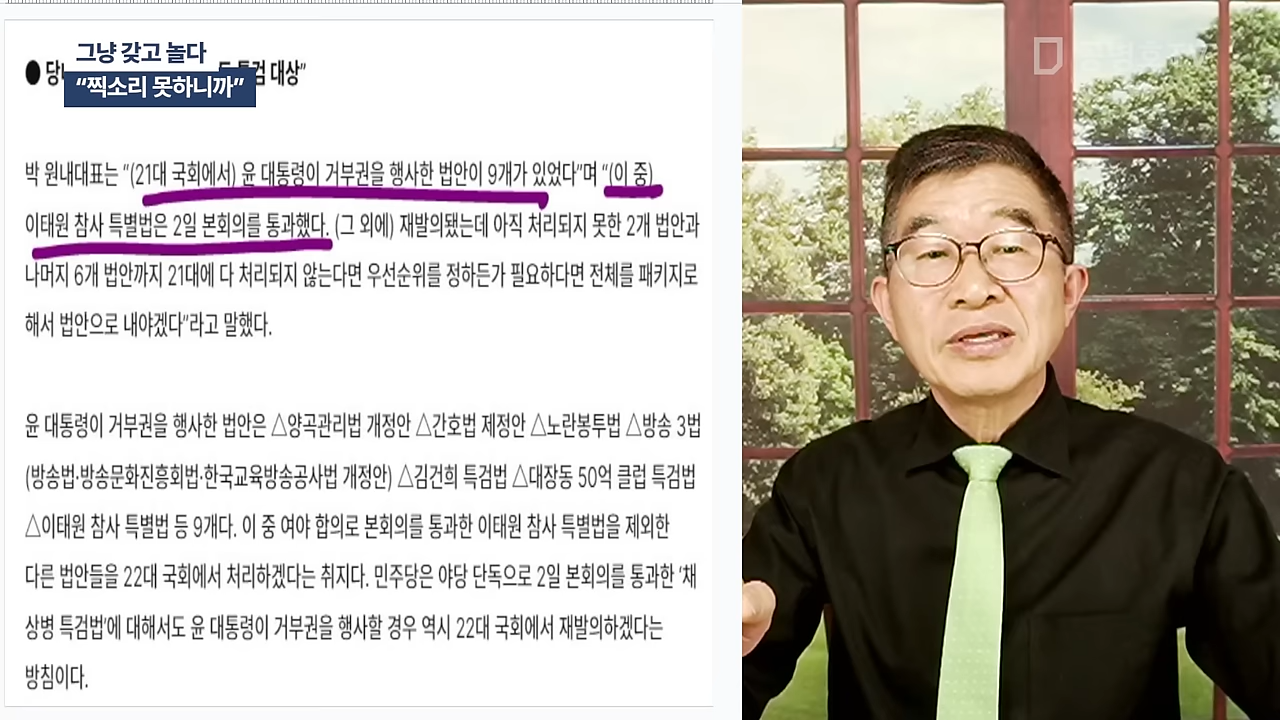 그냥 갖고 놀다
“찍소리 못하니까”
● 당
특검 대상”
박 원내대표는 “(21대 국회에서) 윤 대통령이 거부권을 행사한 법안이 9개가 있었다”며 “(이 중)
이태원 참사 특별법은 2일 본회의를 통과했다. (그 외에) 재발의됐는데 아직 처리되지 못한 2개 법안과
나머지 6개 법안까지 21대에 다 처리되지 않는다면 우선순위를 정하든가 필요하다면 전체를 패키지로
해서 법안으로 내야겠다”라고 말했다.
윤 대통령이 거부권을 행사한 법안은 △양곡관리법 개정안 △간호법 제정안 △노란봉투법 △방송 3법
(방송법·방송문화진흥회법·한국교육방송공사법 개정안) △김건희 특검법 △대장동 50억 클럽 특검법
△이태원 참사 특별법 등 9개다. 이 중 여야 합의로 본회의를 통과한 이태원 참사 특별법을 제외한
다른 법안들을 22대 국회에서 처리하겠다는 취지다. 민주당은 야당 단독으로 2일 본회의를 통과한 ‘채
상병 특검법’에 대해서도 윤 대통령이 거부권을 행사할 경우 역시 22대 국회에서 재발의하겠다는
방침이다.